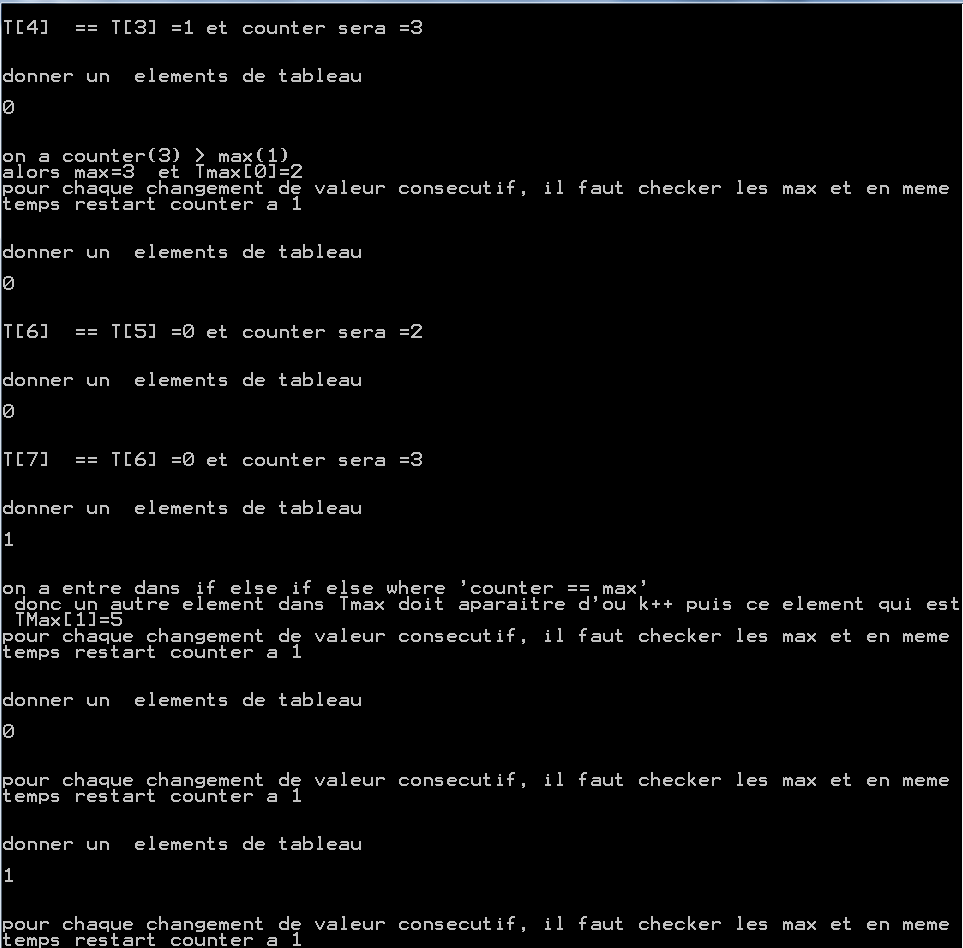 T[4]  == T[3] =1 et counter sera =3
donner un  elements de tableau
0
on a counter(3) > max(1)
alors max=3  et Tmax[0]=2
pour chaque changement de valeur consecutif, il faut checker les max et en meme
temps restart counter a 1
donner un  elements de tableau
0
T[6]  == T[5] =0 et counter sera =2
donner un  elements de tableau
0
T[7]  == T[6] =0 et counter sera =3
donner un  elements de tableau
1
on a entre dans if else if else where 'counter == max'
 donc un autre element dans Tmax doit aparaitre d'ou k++ puis ce element qui est
 TMax[1]=5
pour chaque changement de valeur consecutif, il faut checker les max et en meme
temps restart counter a 1
donner un  elements de tableau
0
pour chaque changement de valeur consecutif, il faut checker les max et en meme
temps restart counter a 1
donner un  elements de tableau
1
pour chaque changement de valeur consecutif, il faut checker les max et en meme
temps restart counter a 1